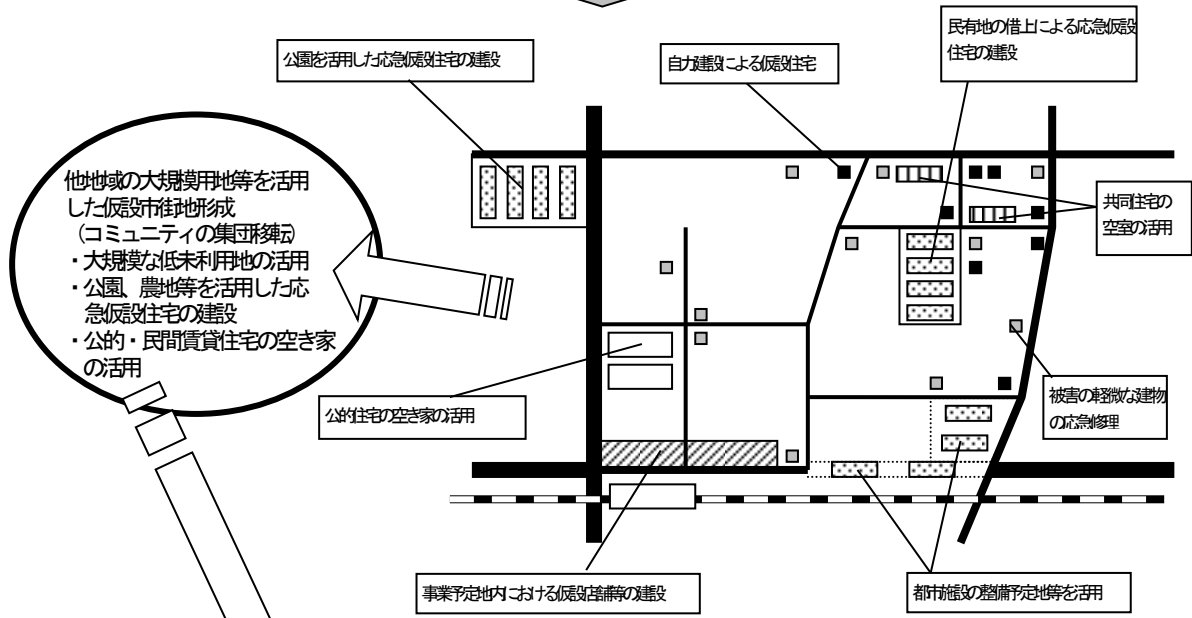 民有地の借上による応急仮設
住宅の建設
公園を活用した応急仮設住宅の建設
自力建設による仮設住宅
他地域の大規模用地等を活用
した仮設市街地形成
(コミュニティの集団移転)
・大規模な低未利用地の活用
・公園、農地等を活用した応
急仮設住宅の建設
・公的・民間賃貸住宅の空き家
の活用
共同住宅の
空室の活用
公的住宅の空き家の活用
被害の軽微な建物
の応急修理
事業予定地内における仮設店舗等の建設
都市施設の整備予定地等を活用